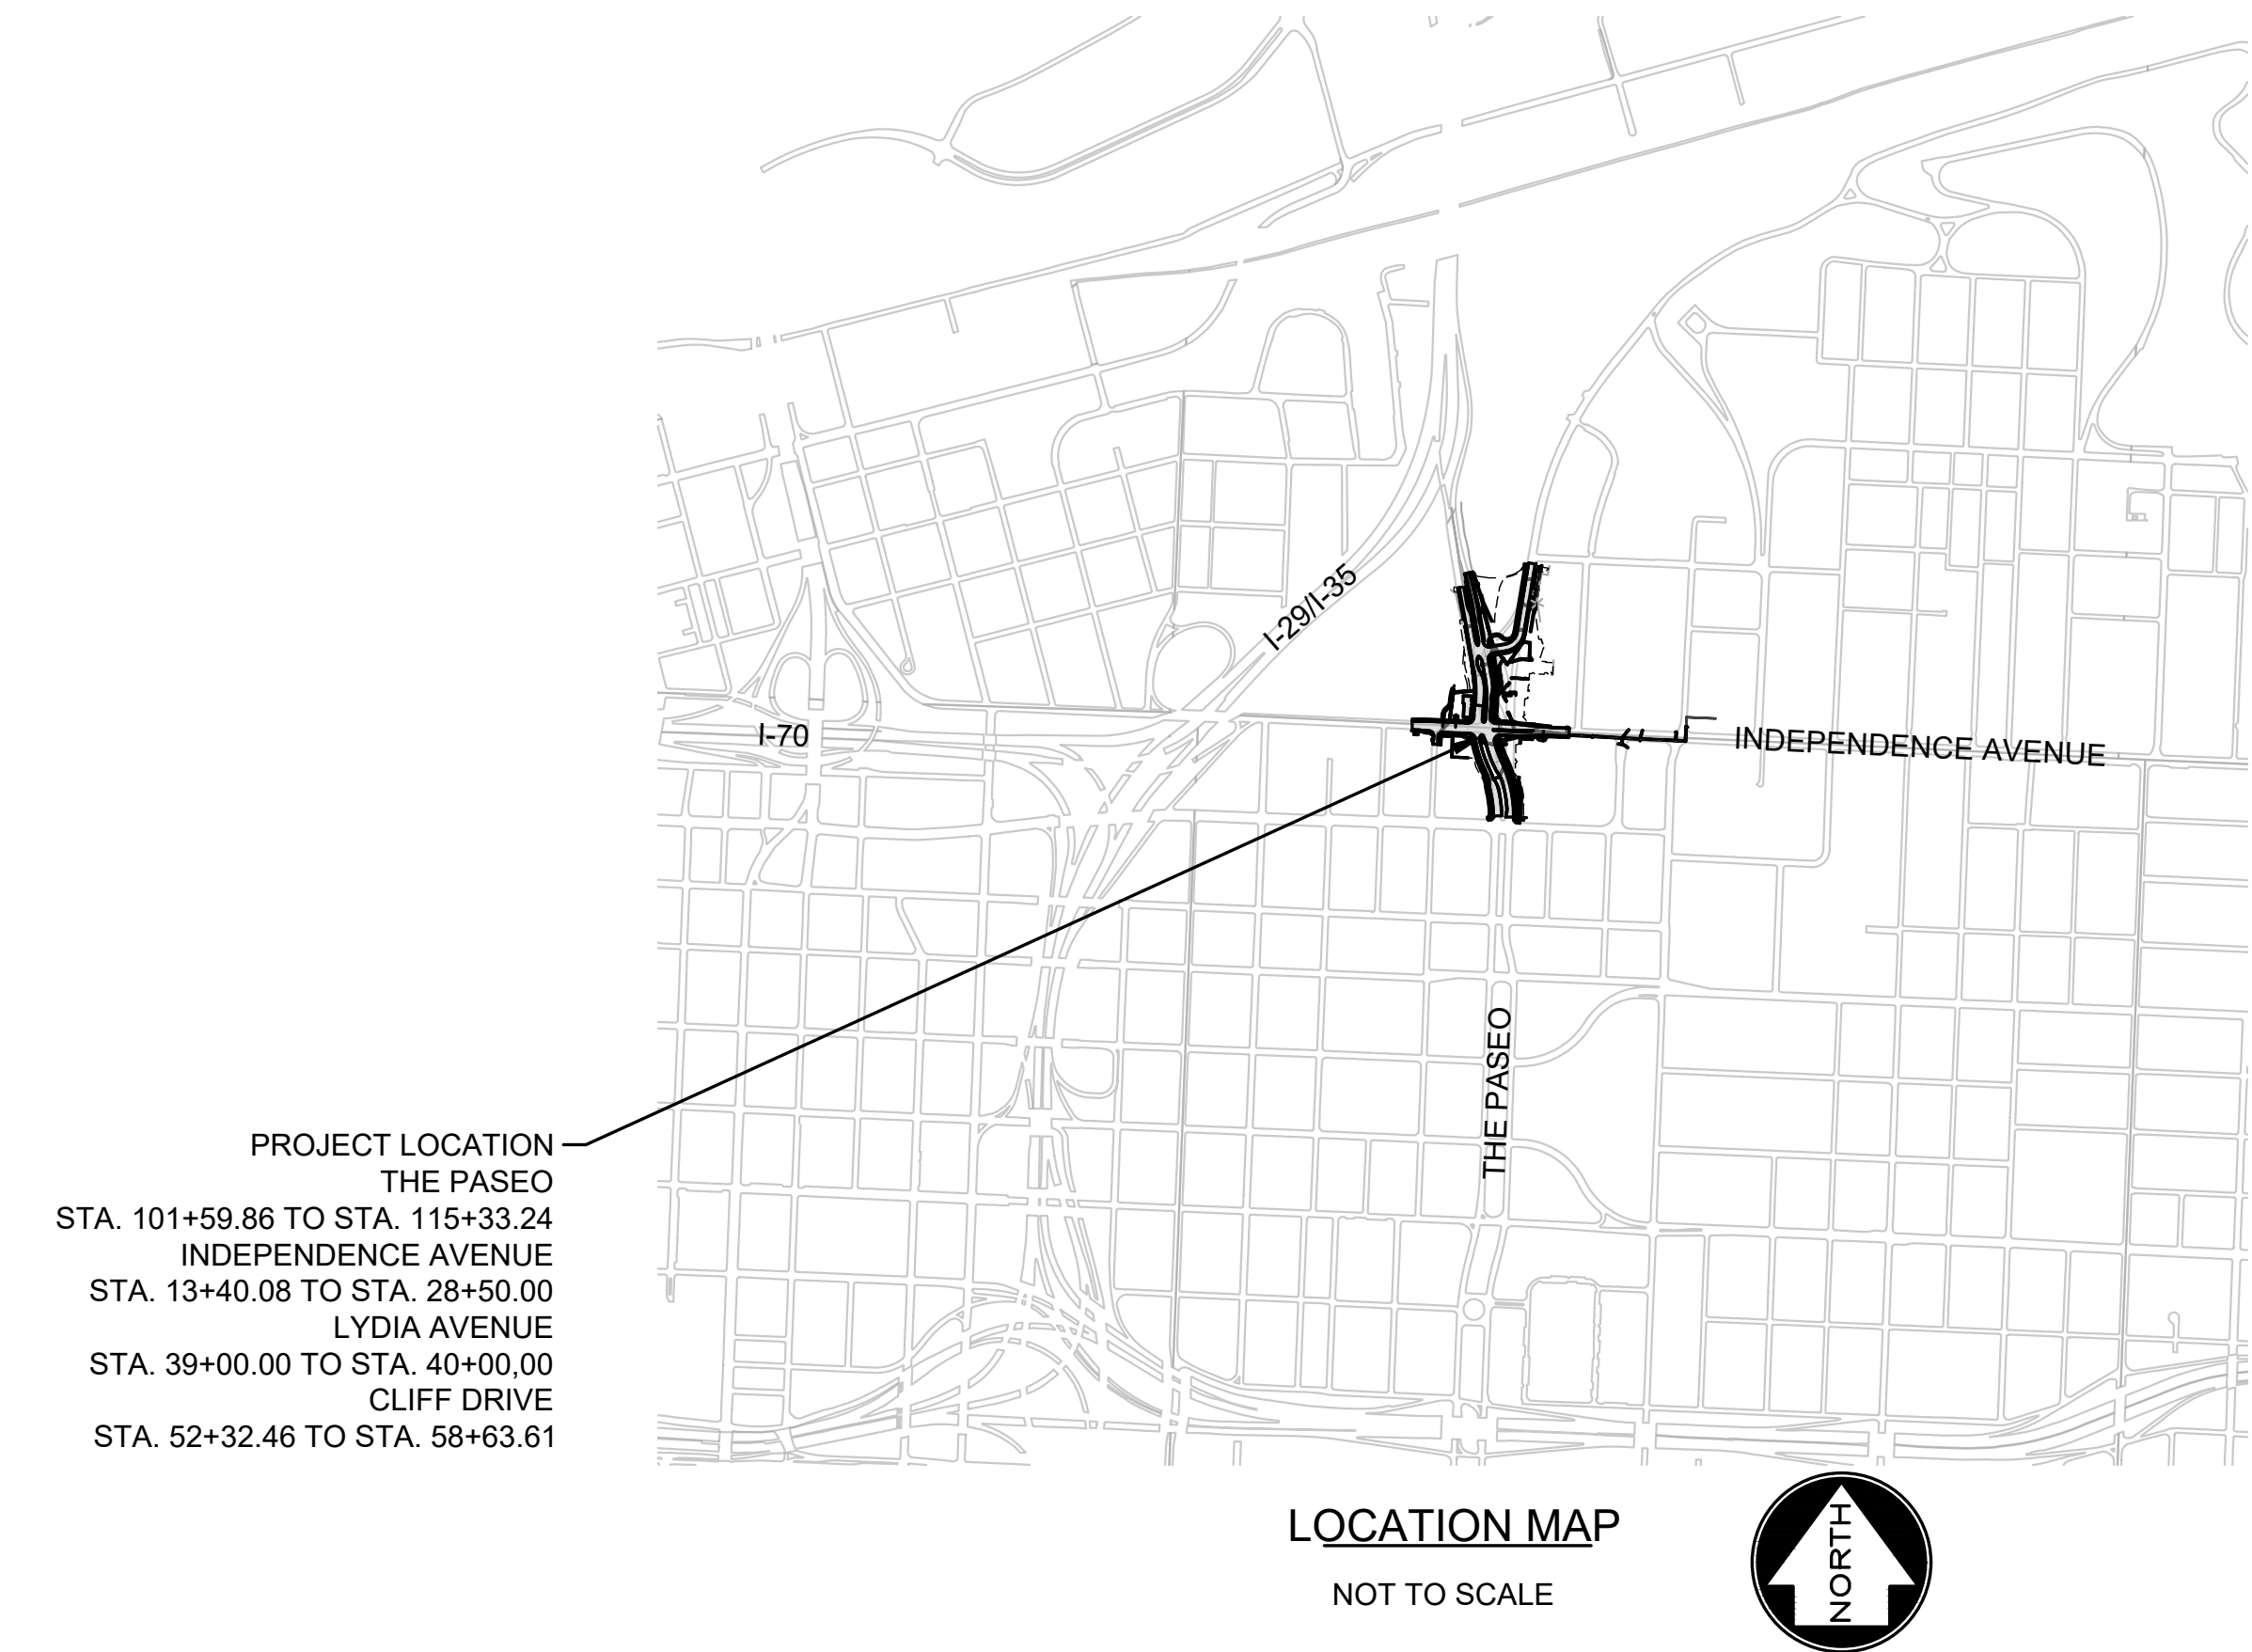 I-29/I-35
I-70
INDEPENDENCE AVENUE
THE PASEO
PROJECT LOCATION
THE PASEO
STA. 101+59.86 TO STA. 115+33.24
INDEPENDENCE AVENUE
STA. 13+40.08 TO STA. 28+50.00
LYDIA AVENUE
STA. 39+00.00 TO STA. 40+00,00
CLIFF DRIVE
STA. 52+32.46 TO STA. 58+63.61
LOCATION MAP
NOT TO SCALE
NORTH